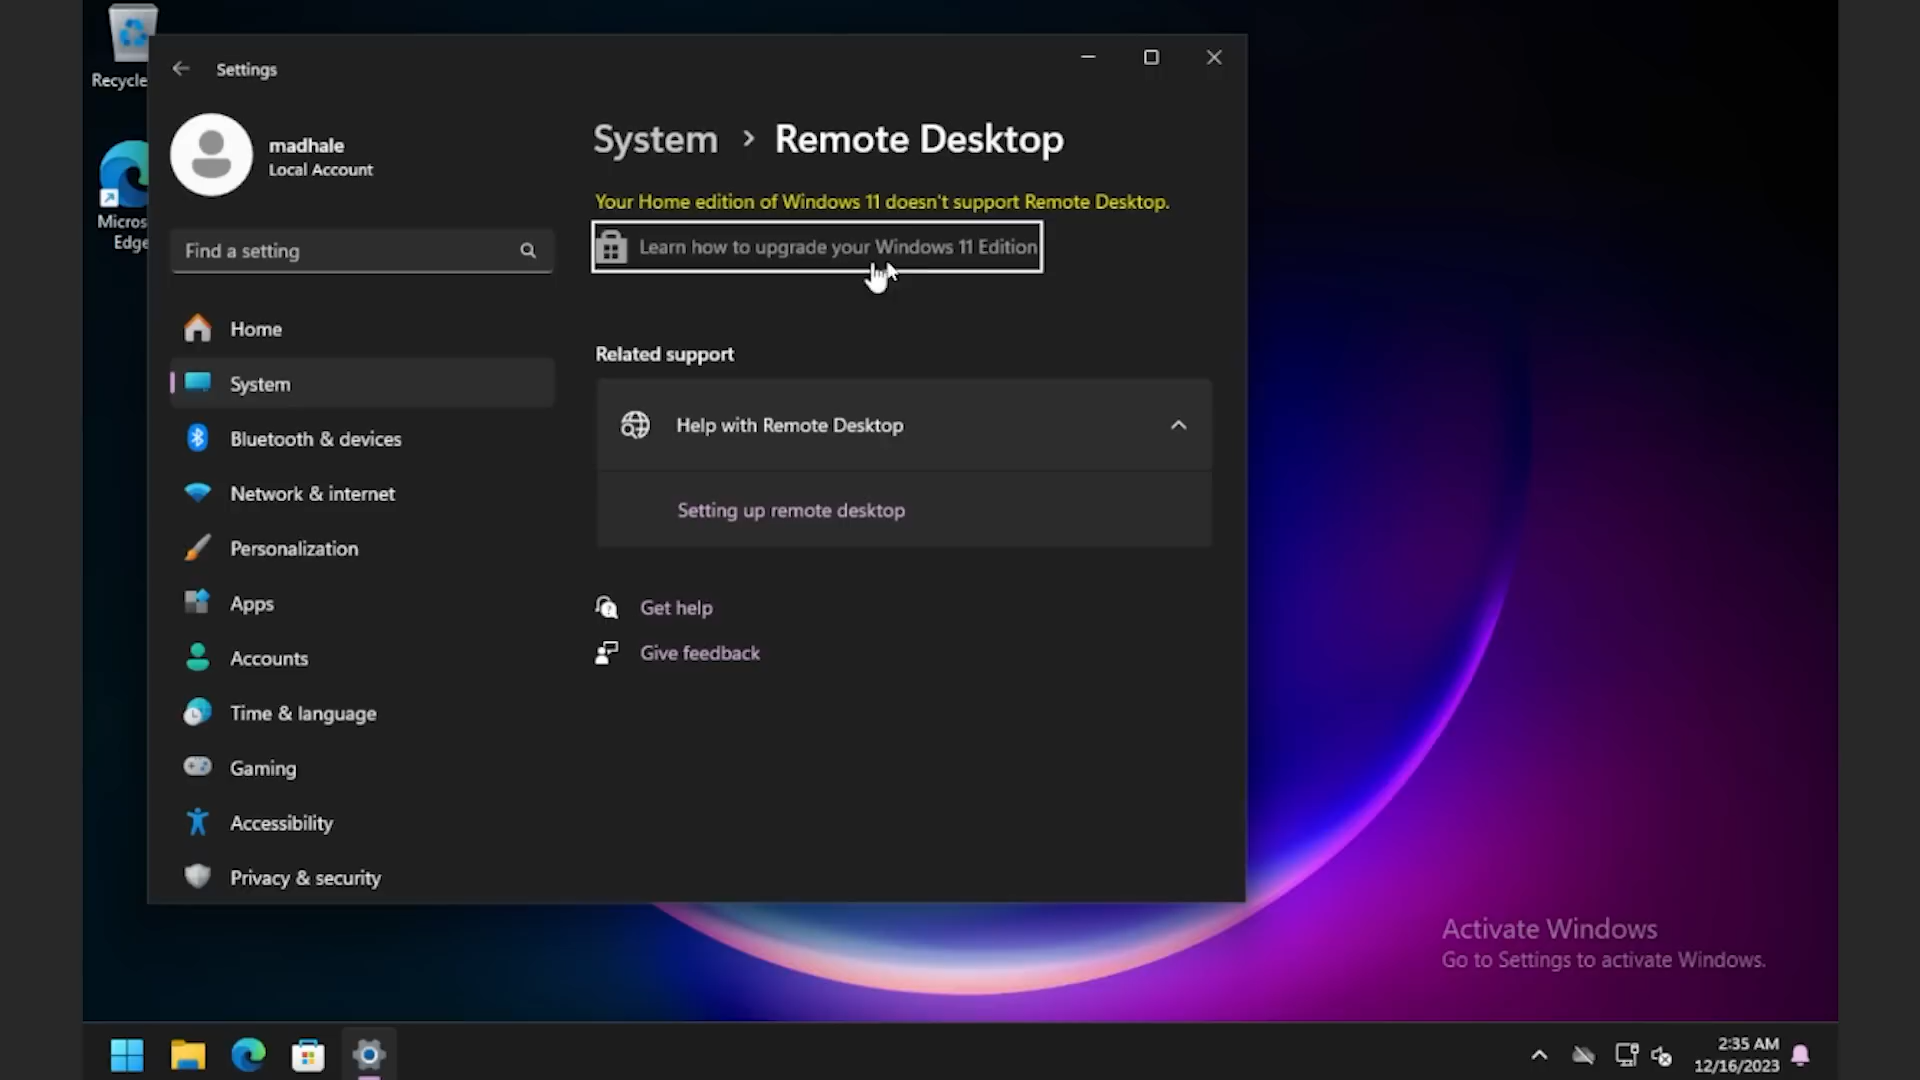 Recycle
Micros
Edge
Settings
madhale
Local Account
Find a setting
Home
System
Bluetooth & devices
Network & internet
Personalization
Apps
Accounts
Time & language
Gaming
Accessibility
Privacy & security
System > Remote Desktop
Your Home edition of Windows 11 doesn't support Remote Desktop.
Learn how to upgrade your Windows 11 Edition
Related support
Help with Remote Desktop
Setting up remote desktop
Get help
Give feedback
Activate Windows
Go to Settings to activate Windows.
2:35 AM
12/16/2023